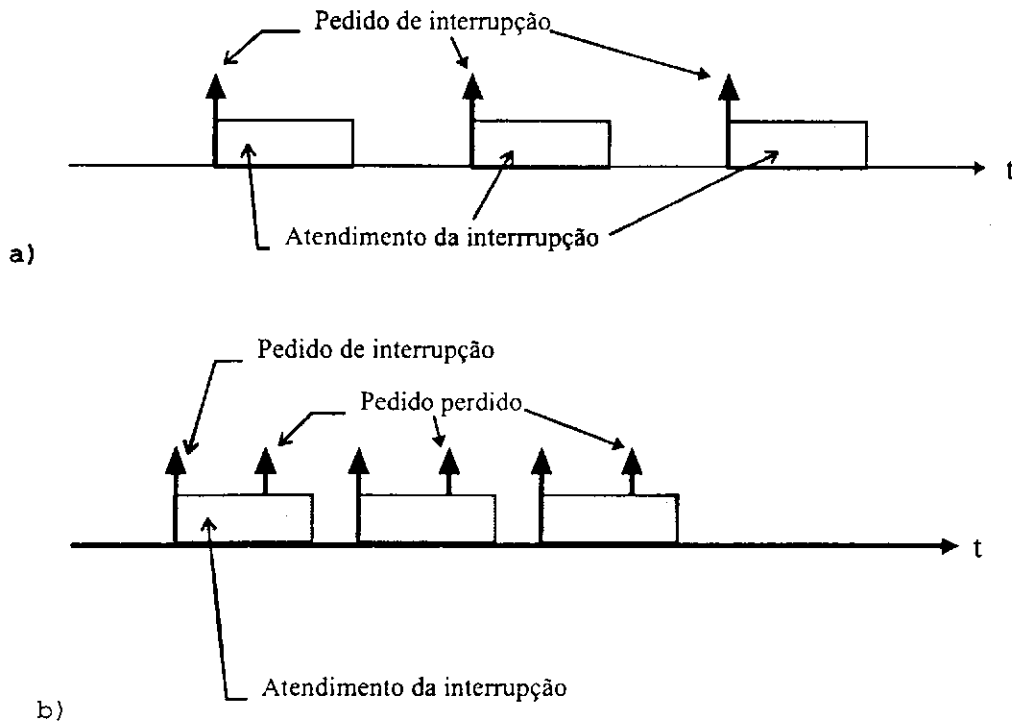 Pedido de interrupção
t
Atendimento da interrrupção
a)
Pedido de interrupção
Pedido perdido
t
Atendimento da interrupção
b)